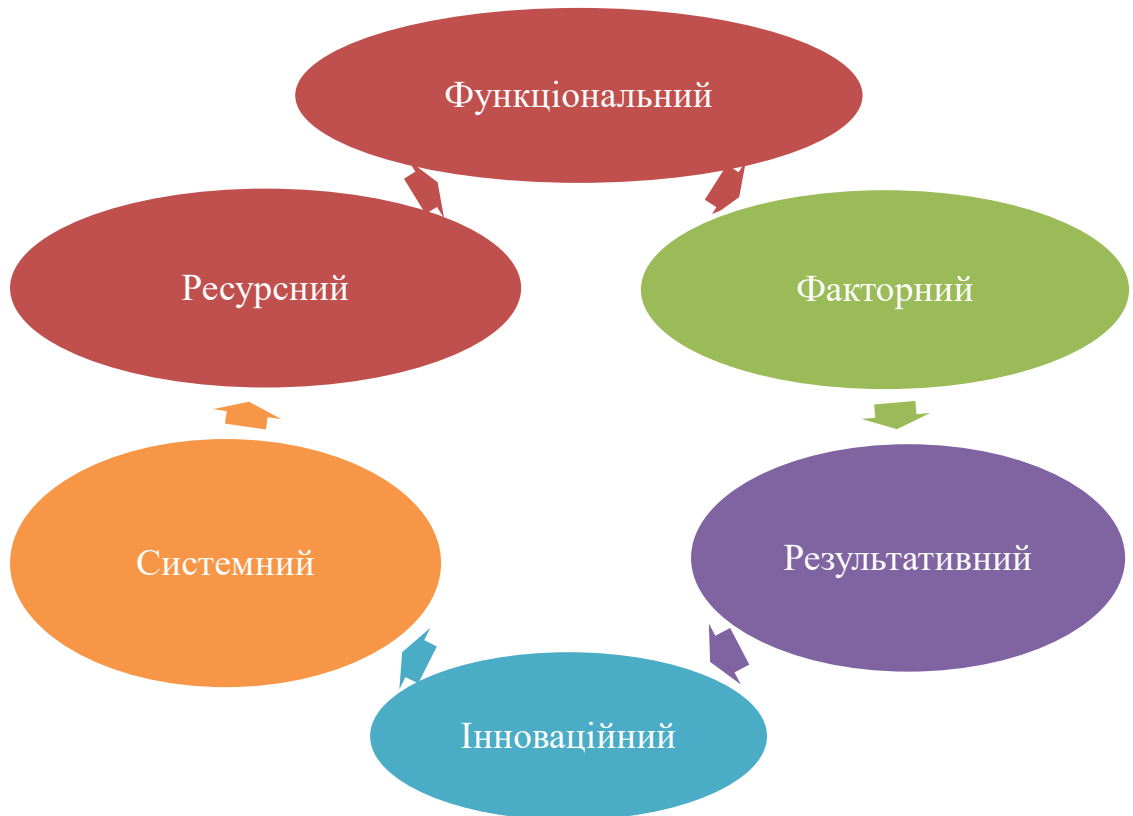 Функціональний
Ресурсний
Факторний
Системний
Результативний
Інноваційний